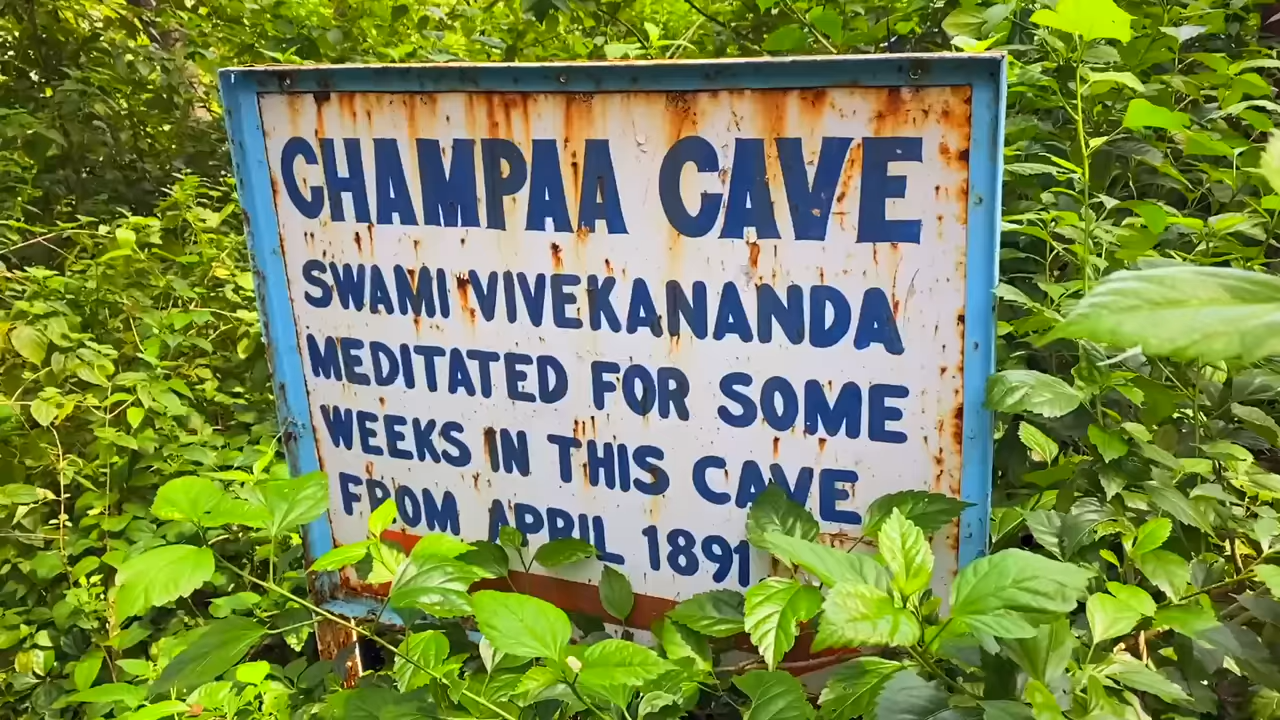 CHAMPAA CAVE
SWAMI VIVEKANANDA
MEDITATED FOR SOME
WEEKS IN THIS CAVE
FROM APRIL 1891